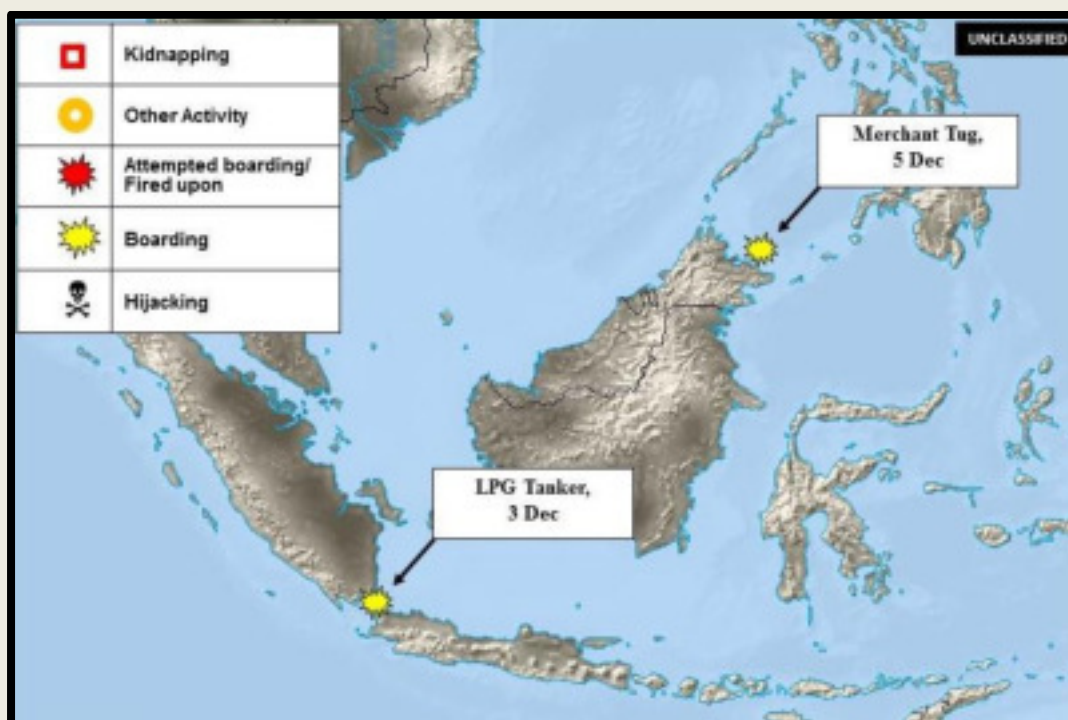 Kidnapping
Other Activity
Attempted boarding/
Fired upon
Boarding
Hijacking
UNCLASSIFIED
Merchant Tug,
5 Dec
LPG Tanker,
3 Dec